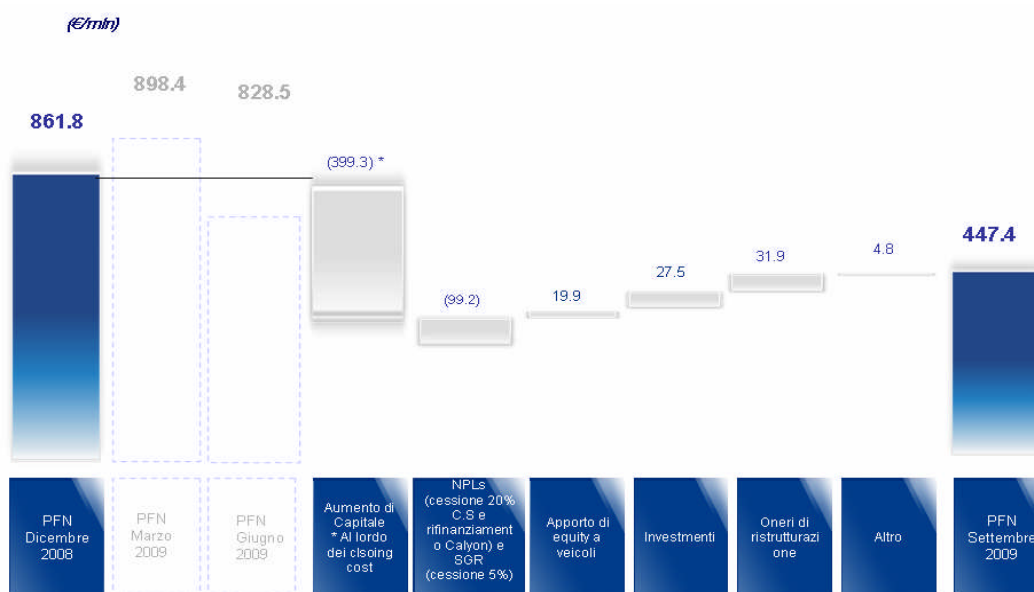 (€/mln)
898.4
828.5
861.8
(399.3) *
447.4
4.8
31.9
27.5
19.9
(99.2)
PFN
Dicembre
2008
PFN
Marzo
2009
PFN
Giugno
2009
Aumento di
Capitale
* Al lordo
dei clsoing
cost
NPLs
(cessione 20%
C.S e
rifinanziament
o Calyon) e
SGR
(cessione 5%)
Apporto di
equity a
veicoli
Investmenti
Oneri di
ristrutturazi
one
Altro
PFN
Settembre
2009